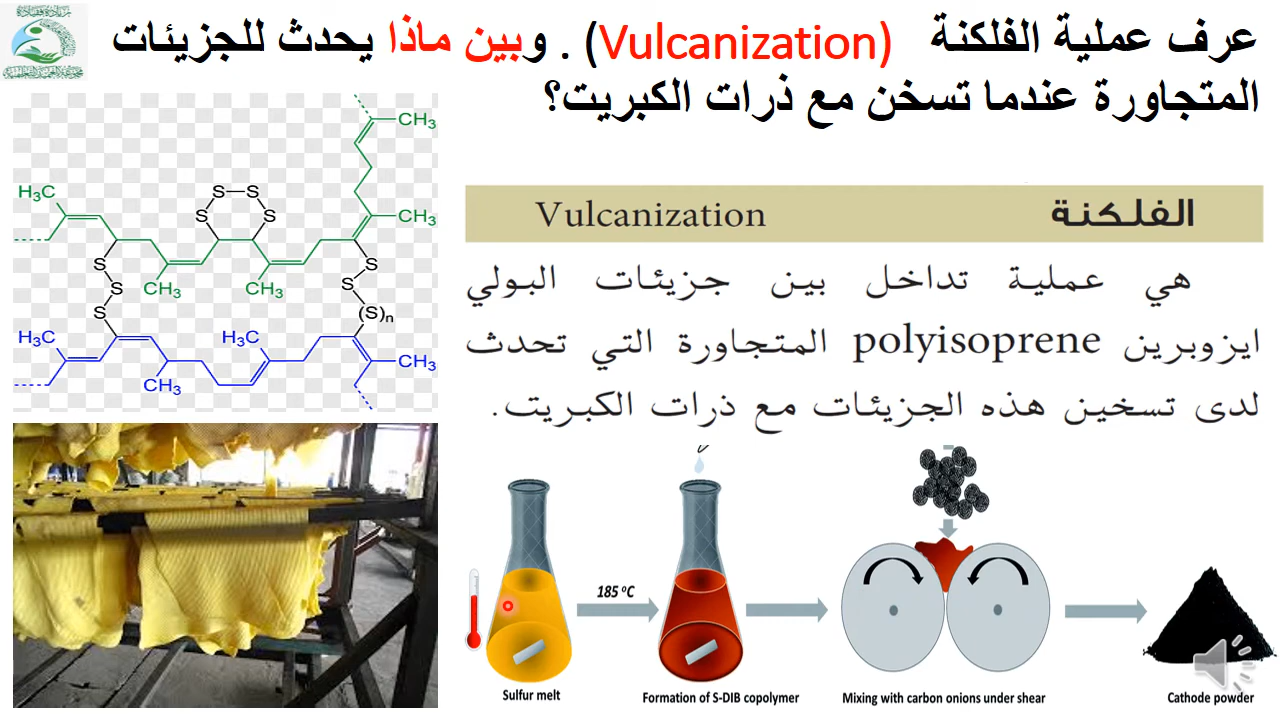 عرف عملية الفلكنة (Vulcanization) . وبين ماذا يحدث للجزيئات
المتجاورة عندما تسخن مع ذرات الكبريت؟
الفلكنة Vulcanization
هي عملية تداخل بين جزيئات البولي
ايزوبرين polyisoprene المتجاورة التي تحدث
لدى تسخين هذه الجزيئات مع ذرات الكبريت.
CH₃
H₃C
S S
S S
CH₃
S
S
S
CH₃
CH₃
S
S
(S)n
H₃C
H₃C
CH₃
CH₃
185 °C
Sulfur melt
Formation of S-DIB copolymer
Mixing with carbon onions under shear
Cathode powder